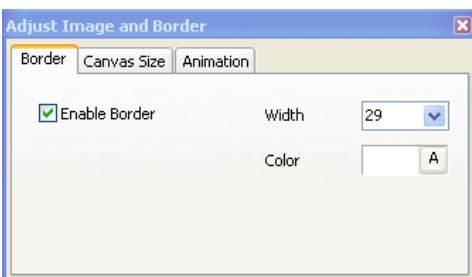 Adjust Image and Border
Border Canvas Size Animation
Enable Border Width 29
Color A